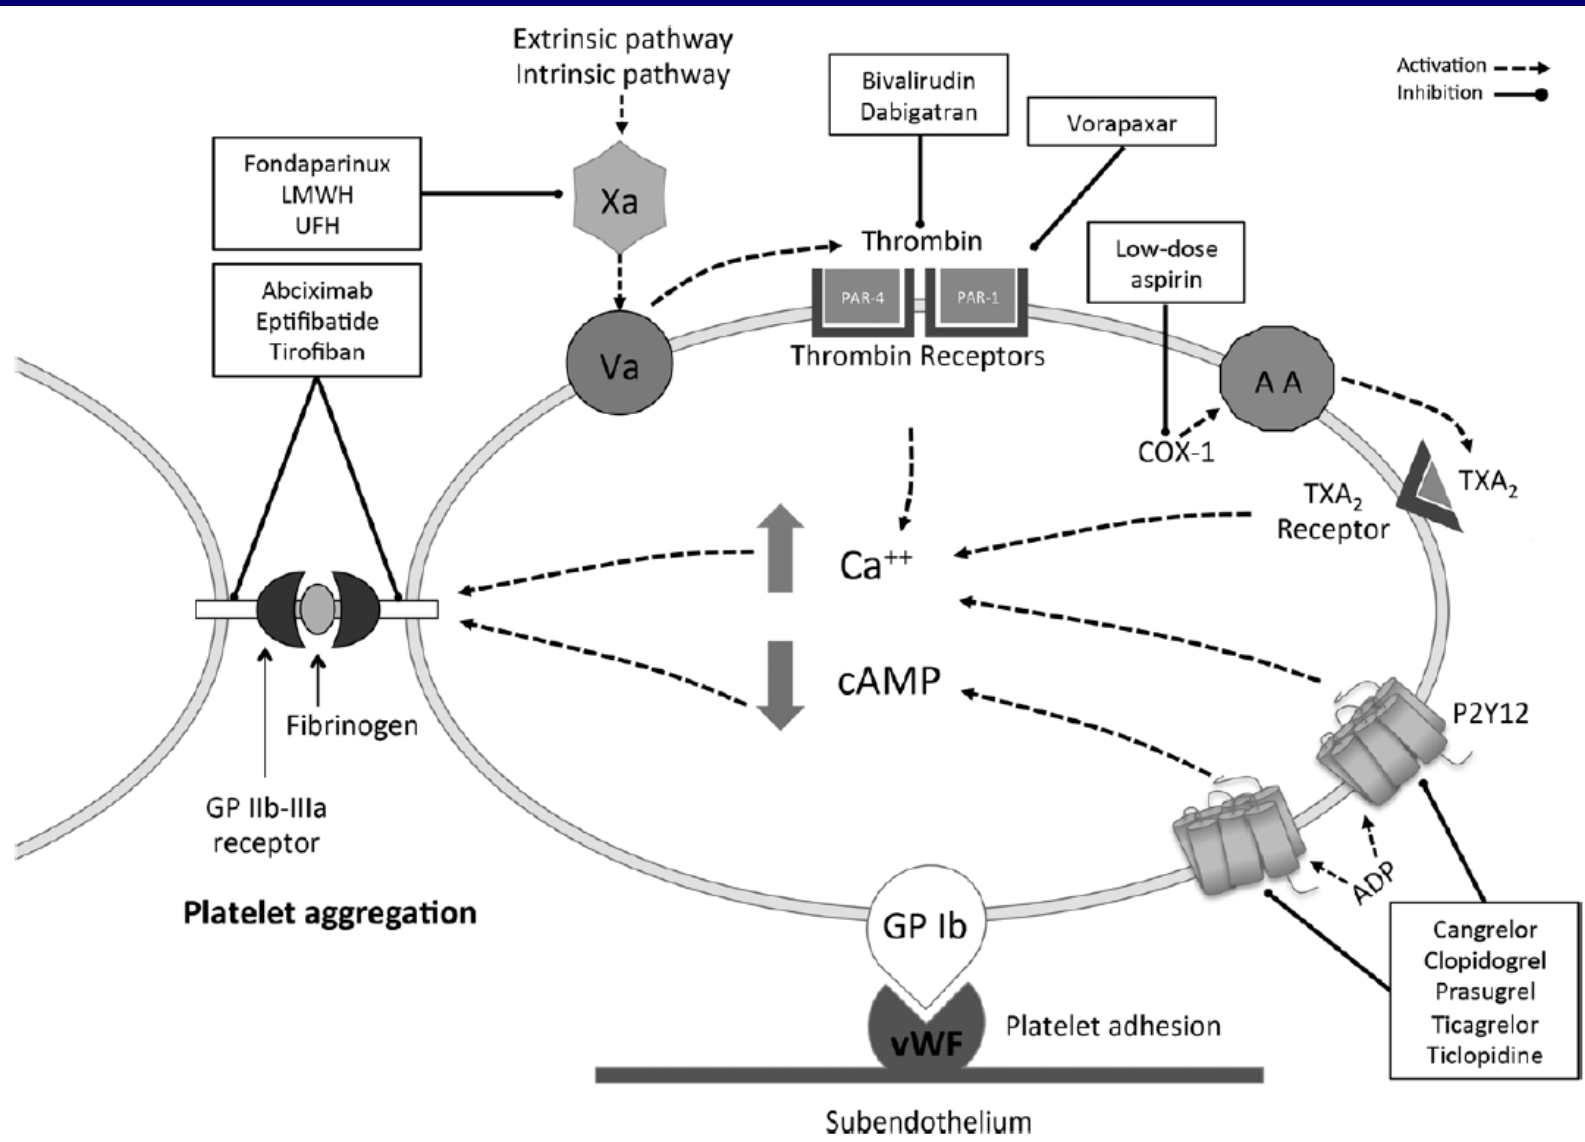 Extrinsic pathway
Intrinsic pathway
Activation
Inhibition
Bivalirudin
Dabigatran
Vorapaxar
Fondaparinux
LMWH
UFH
Xa
Thrombin
Low-dose
aspirin
PAR-4
PAR-1
Abciximab
Eptifibatide
Tirofiban
Va
Thrombin Receptors
A A
COX-1
TXA₂
TXA₂
Receptor
Ca⁺⁺
cAMP
Fibrinogen
P2Y12
GP IIb-IIIa
receptor
ADP
Platelet aggregation
GP Ib
Cangrelor
Clopidogrel
Prasugrel
Ticagrelor
Ticlopidine
vWF
Platelet adhesion
Subendothelium